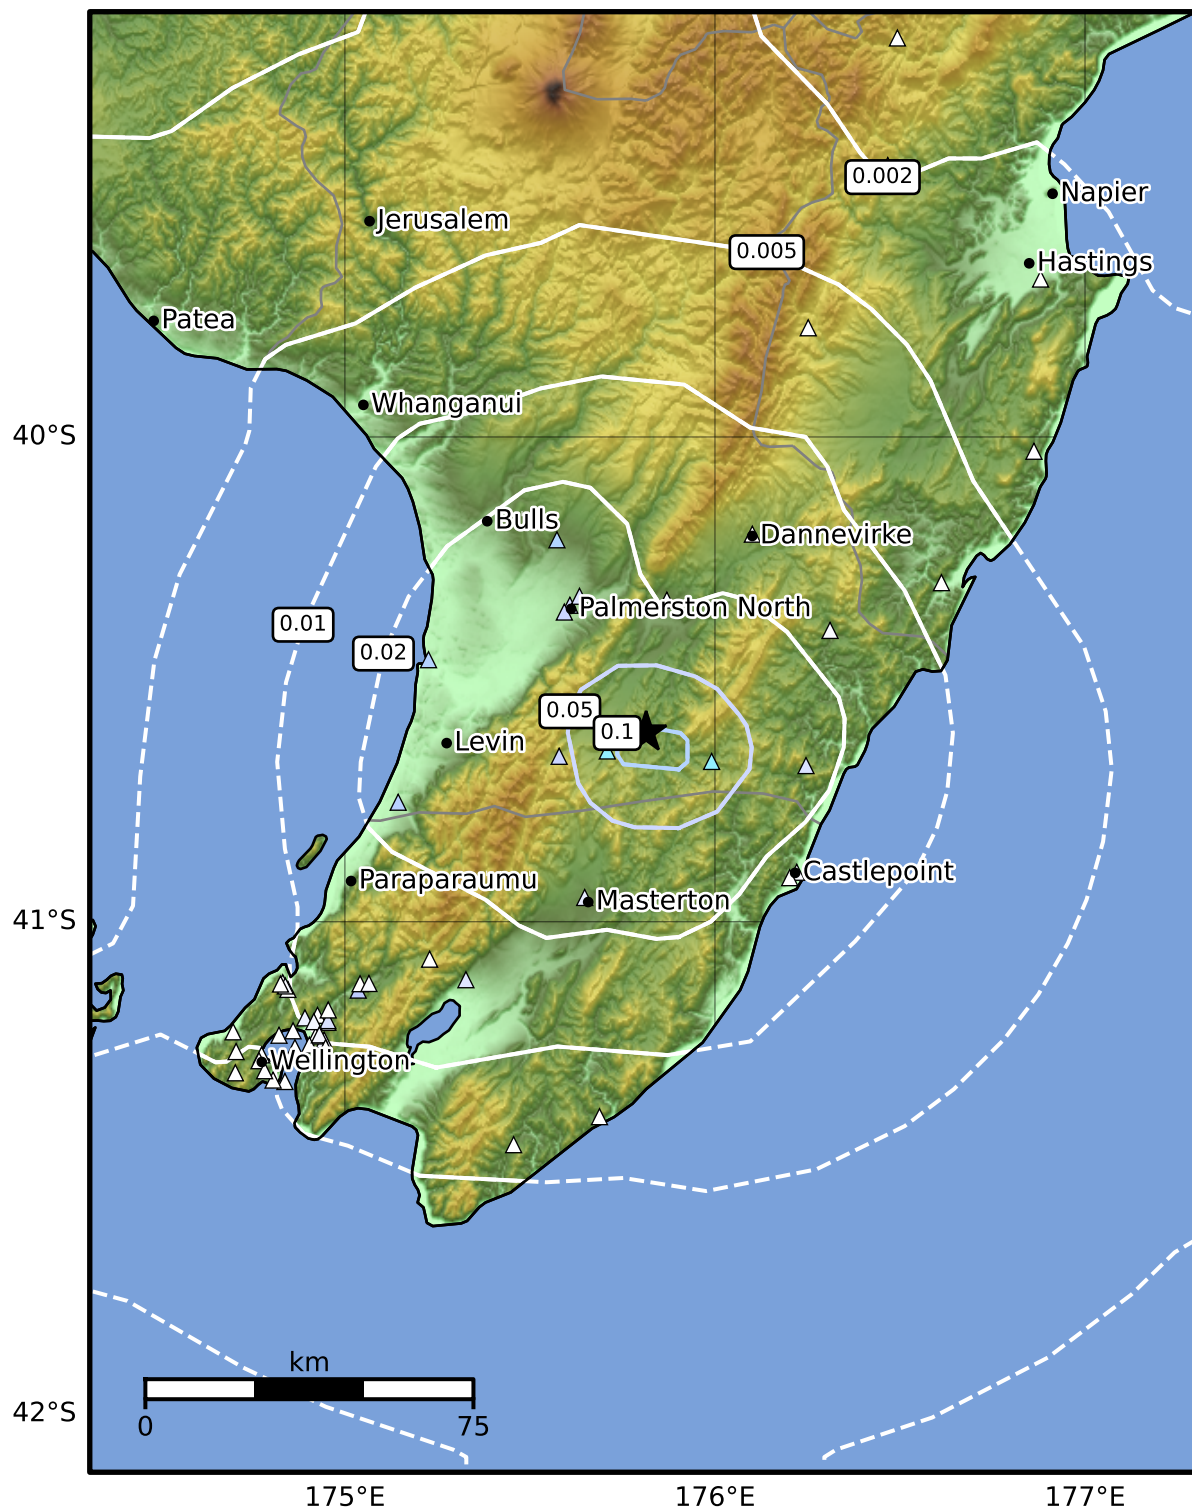 0.002
Napier
Jerusalem
0.005
Hastings
Patea
Whanganui
40°S
Bulls
Dannevirke
Palmerston North
0.01
0.02
0.05
0.1
Levin
Castlepoint
Paraparaumu
Masterton
41°S
Wellington
km
0
75
42°S
175°E
176°E
177°E